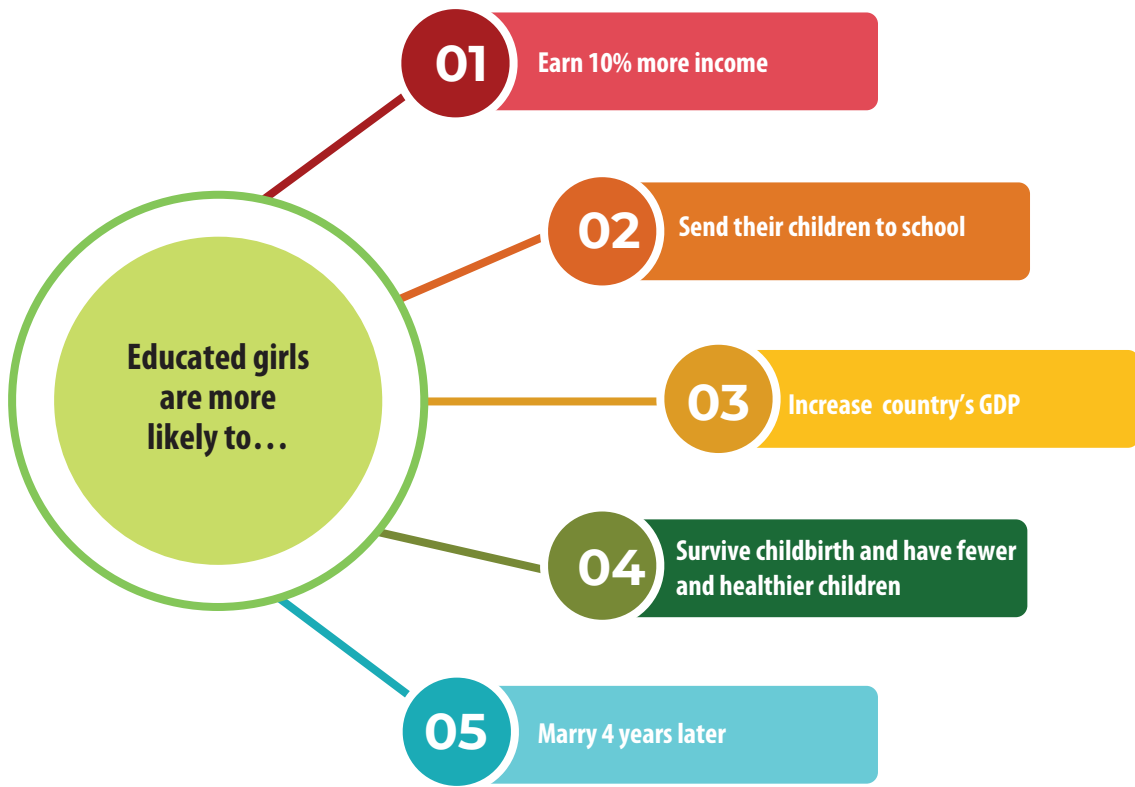 Educated girls
are more
likely to…
01
Earn 10% more income
02
Send their children to school
03
Increase country's GDP
04
Survive childbirth and have fewer
and healthier children
05
Marry 4 years later